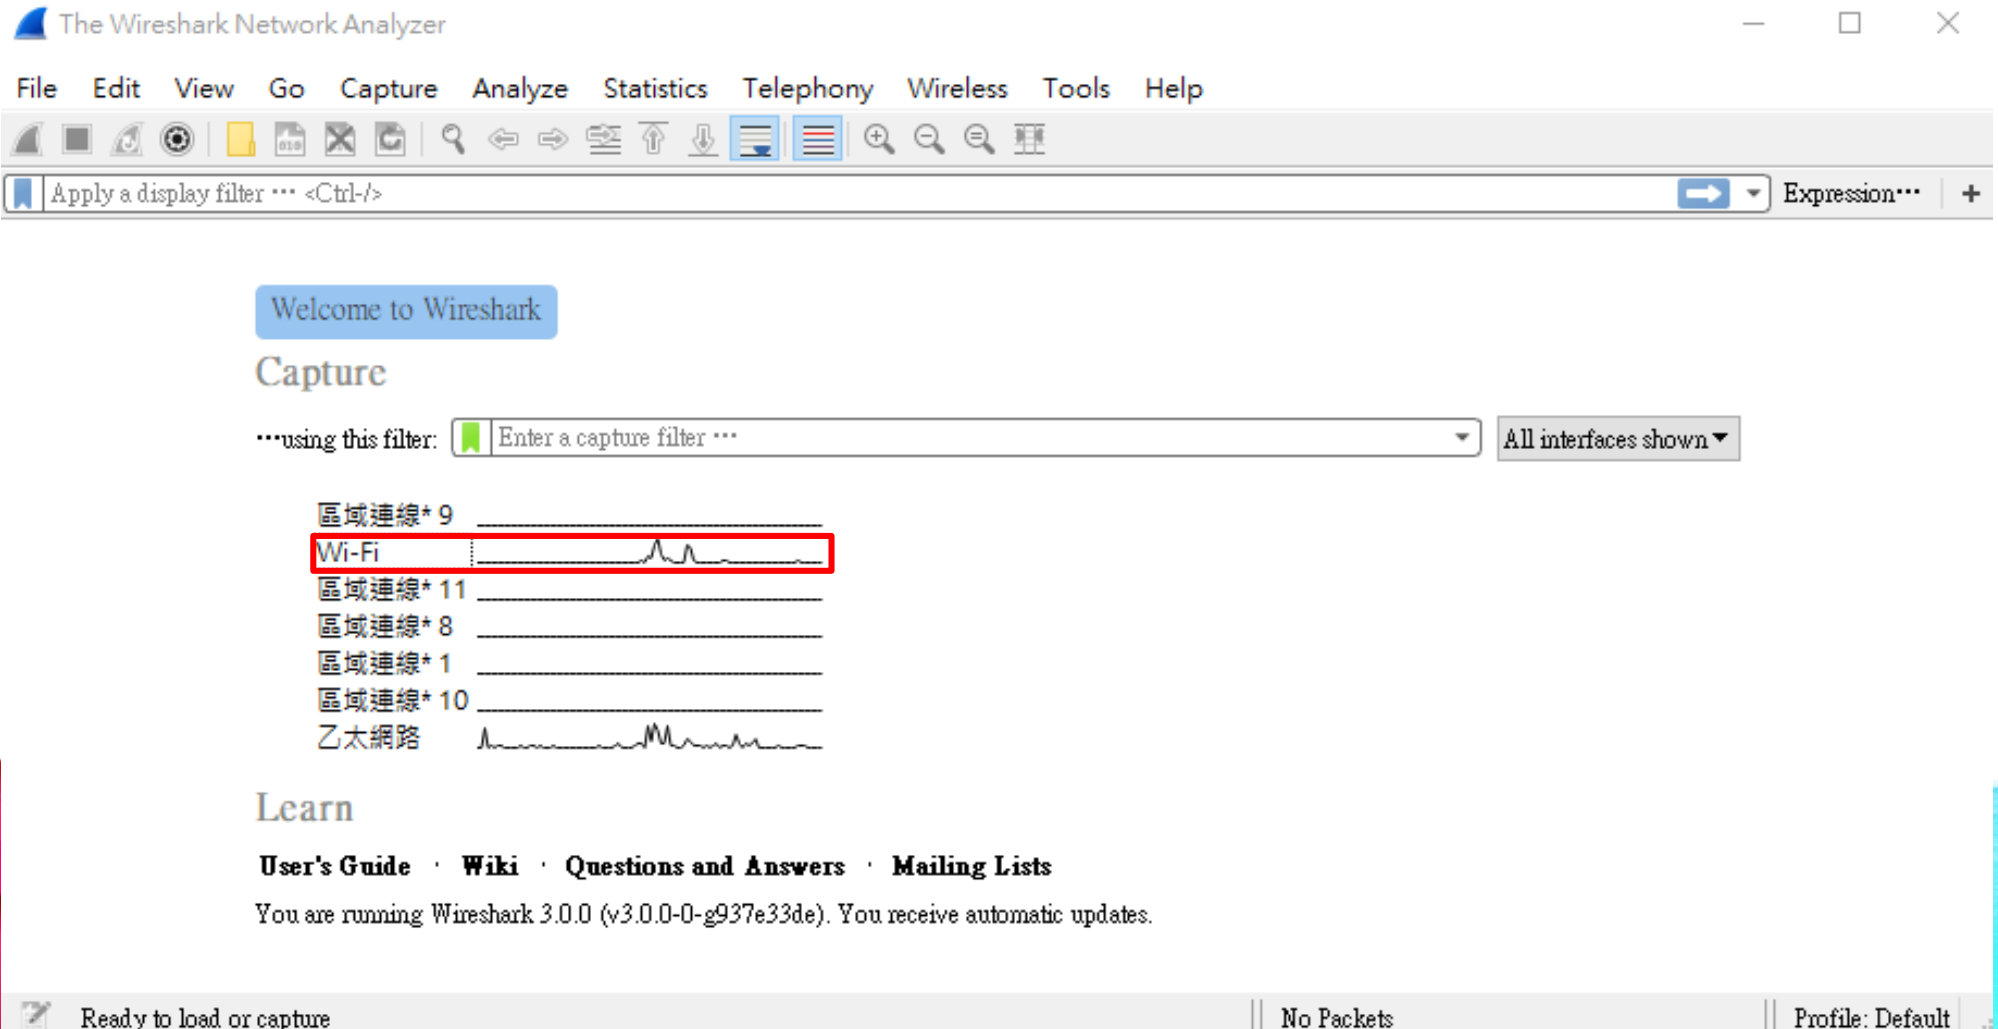 The Wireshark Network Analyzer
File Edit View Go Capture Analyze Statistics Telephony Wireless Tools Help
Apply a display filter ··· <Ctrl-/> Expression··· +
Welcome to Wireshark
Capture
···using this filter: Enter a capture filter ··· All interfaces shown
區域連線* 9
Wi-Fi
區域連線* 11
區域連線* 8
區域連線* 1
區域連線* 10
乙太網路
Learn
User's Guide · Wiki · Questions and Answers · Mailing Lists
You are running Wireshark 3.0.0 (v3.0.0-0-g937e33de). You receive automatic updates.
Ready to load or capture No Packets Profile: Default